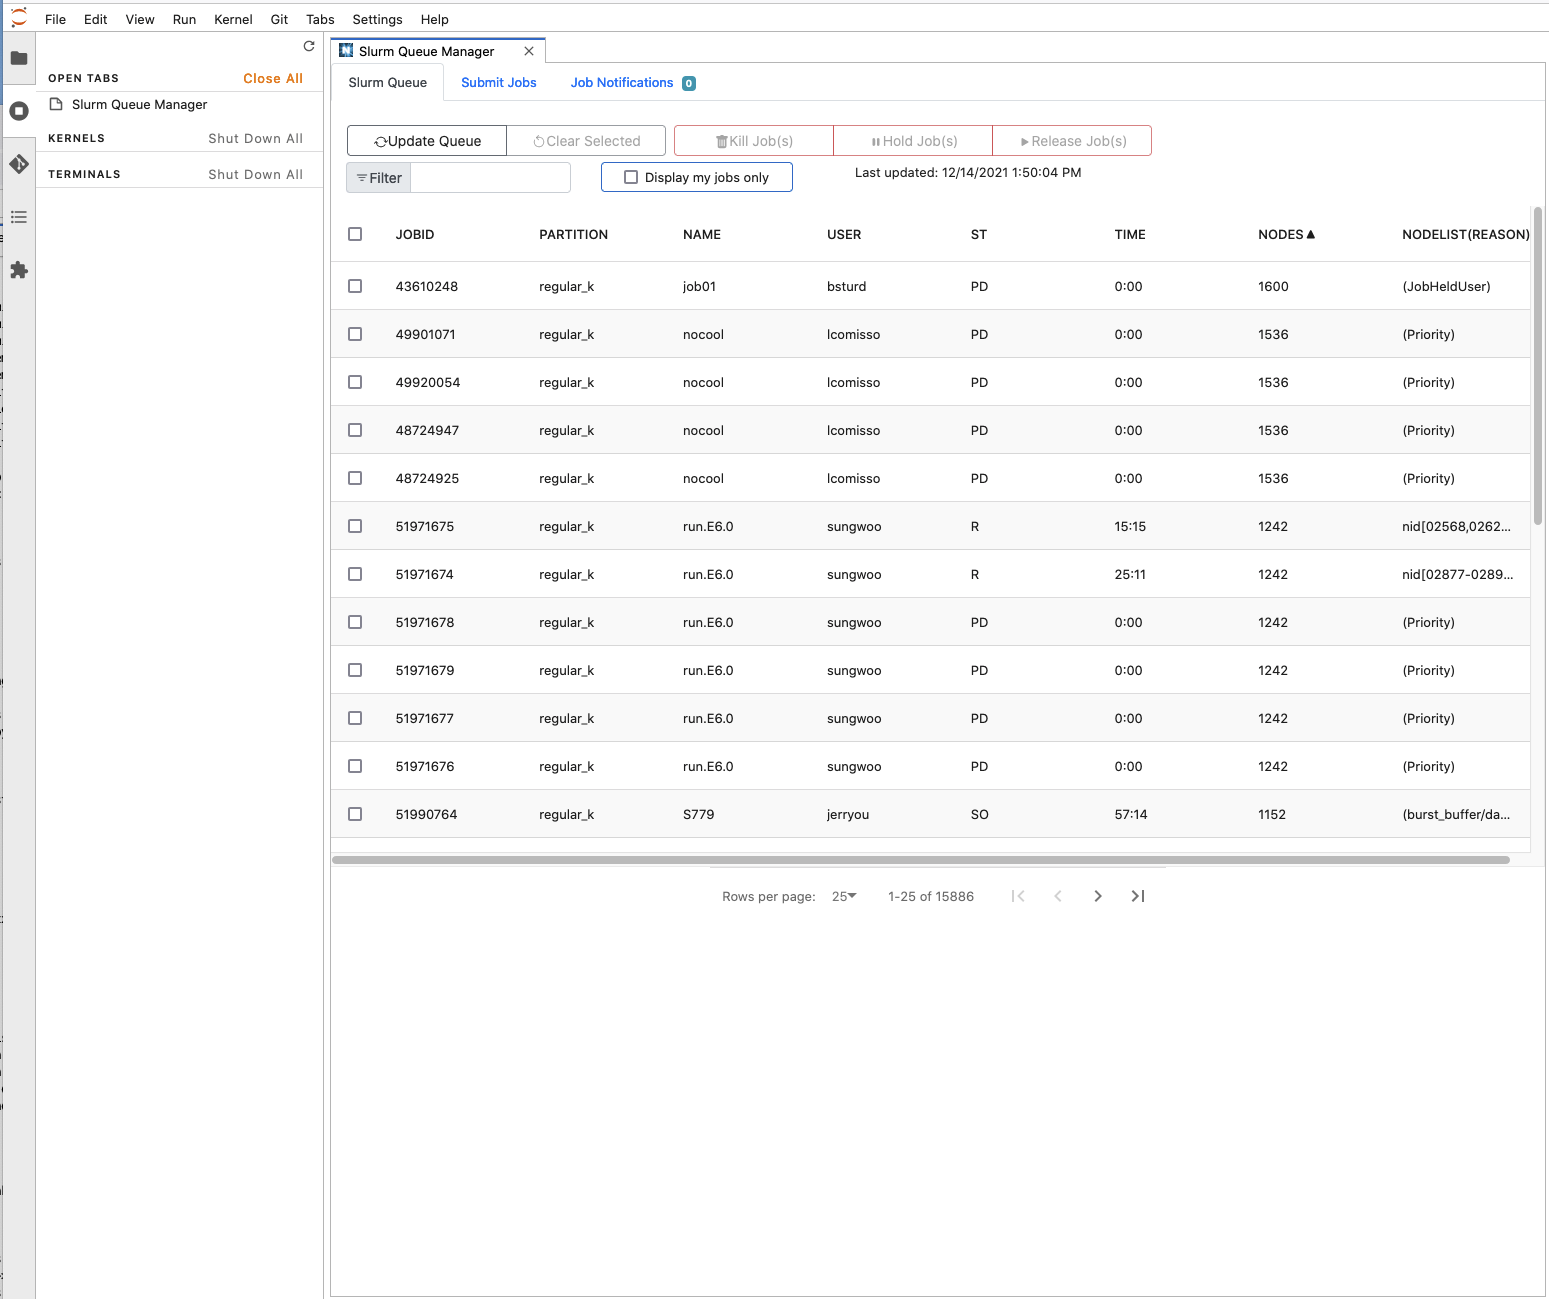 File Edit View Run Kernel Git Tabs Settings Help
OPEN TABS Close All
Slurm Queue Manager
KERNELS Shut Down All
TERMINALS Shut Down All
Slurm Queue Manager
Slurm Queue Submit Jobs Job Notifications 0
Update Queue Clear Selected Kill Job(s) Hold Job(s) Release Job(s)
Filter Display my jobs only Last updated: 12/14/2021 1:50:04 PM
JOBID PARTITION NAME USER ST TIME NODES▲ NODELIST(REASON)
43610248 regular_k job01 bsturd PD 0:00 1600 (JobHeldUser)
49901071 regular_k nocool lcomisso PD 0:00 1536 (Priority)
49920054 regular_k nocool lcomisso PD 0:00 1536 (Priority)
48724947 regular_k nocool lcomisso PD 0:00 1536 (Priority)
48724925 regular_k nocool lcomisso PD 0:00 1536 (Priority)
51971675 regular_k run.E6.0 sungwoo R 15:15 1242 nid[02568,0262...
51971674 regular_k run.E6.0 sungwoo R 25:11 1242 nid[02877-0289...
51971678 regular_k run.E6.0 sungwoo PD 0:00 1242 (Priority)
51971679 regular_k run.E6.0 sungwoo PD 0:00 1242 (Priority)
51971677 regular_k run.E6.0 sungwoo PD 0:00 1242 (Priority)
51971676 regular_k run.E6.0 sungwoo PD 0:00 1242 (Priority)
51990764 regular_k S779 jerryou SO 57:14 1152 (burst_buffer/da...
Rows per page: 25 1-25 of 15886